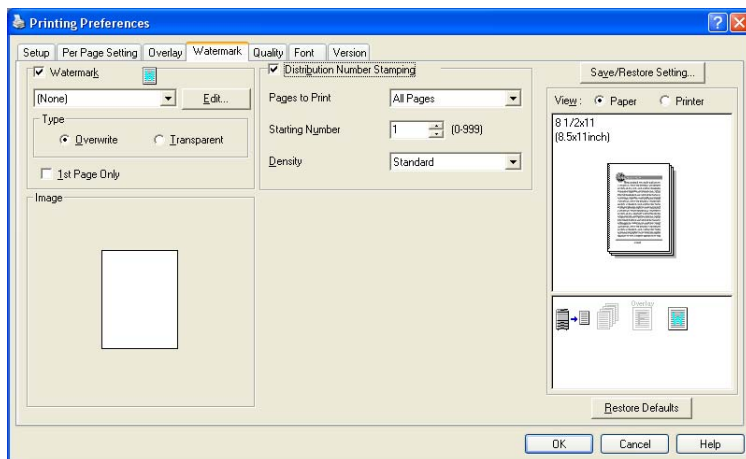 Printing Preferences
Setup Per Page Setting Overlay Watermark Quality Font Version
Watermark
(None) Edit...
Type
Overwrite Transparent
1st Page Only
Image
Distribution Number Stamping
Pages to Print All Pages
Starting Number 1 (0-999)
Density Standard
Save/Restore Setting...
View: Paper Printer
8 1/2x11
(8.5x11inch)
Overlay
Restore Defaults
OK Cancel Help